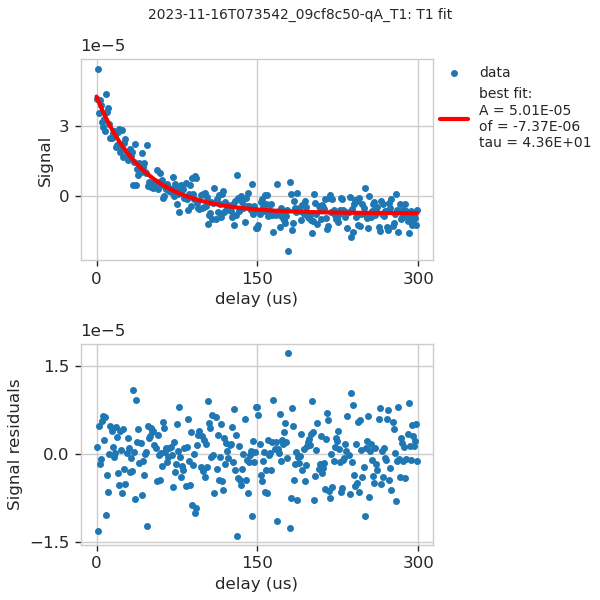 2023-11-16T073542_09cf8c50-qA_T1: T1 fit
1e−5
data
best fit:
A = 5.01E-05
of = -7.37E-06
tau = 4.36E+01
3
0
Signal
0
150
300
delay (us)
1e−5
1.5
0.0
−1.5
Signal residuals
0
150
300
delay (us)